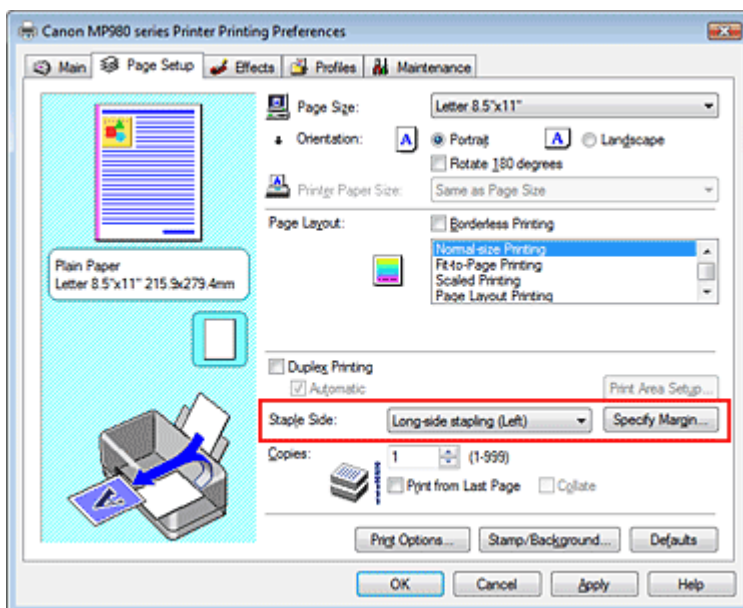 Canon MP980 series Printer Printing Preferences
Main Page Setup Effects Profiles Maintenance
Page Size: Letter 8.5"x11"
Orientation: A Portrait A Landscape
Rotate 180 degrees
Printer Paper Size: Same as Page Size
Page Layout: Borderless Printing
Normal-size Printing
Fit-to-Page Printing
Scaled Printing
Page Layout Printing
Plain Paper
Letter 8.5"x11" 215.9x279.4mm
Duplex Printing
Automatic Print Area Setup...
Staple Side: Long-side stapling (Left) Specify Margin...
Copies: 1 (1-999)
Print from Last Page Collate
Print Options... Stamp/Background... Defaults
OK Cancel Apply Help